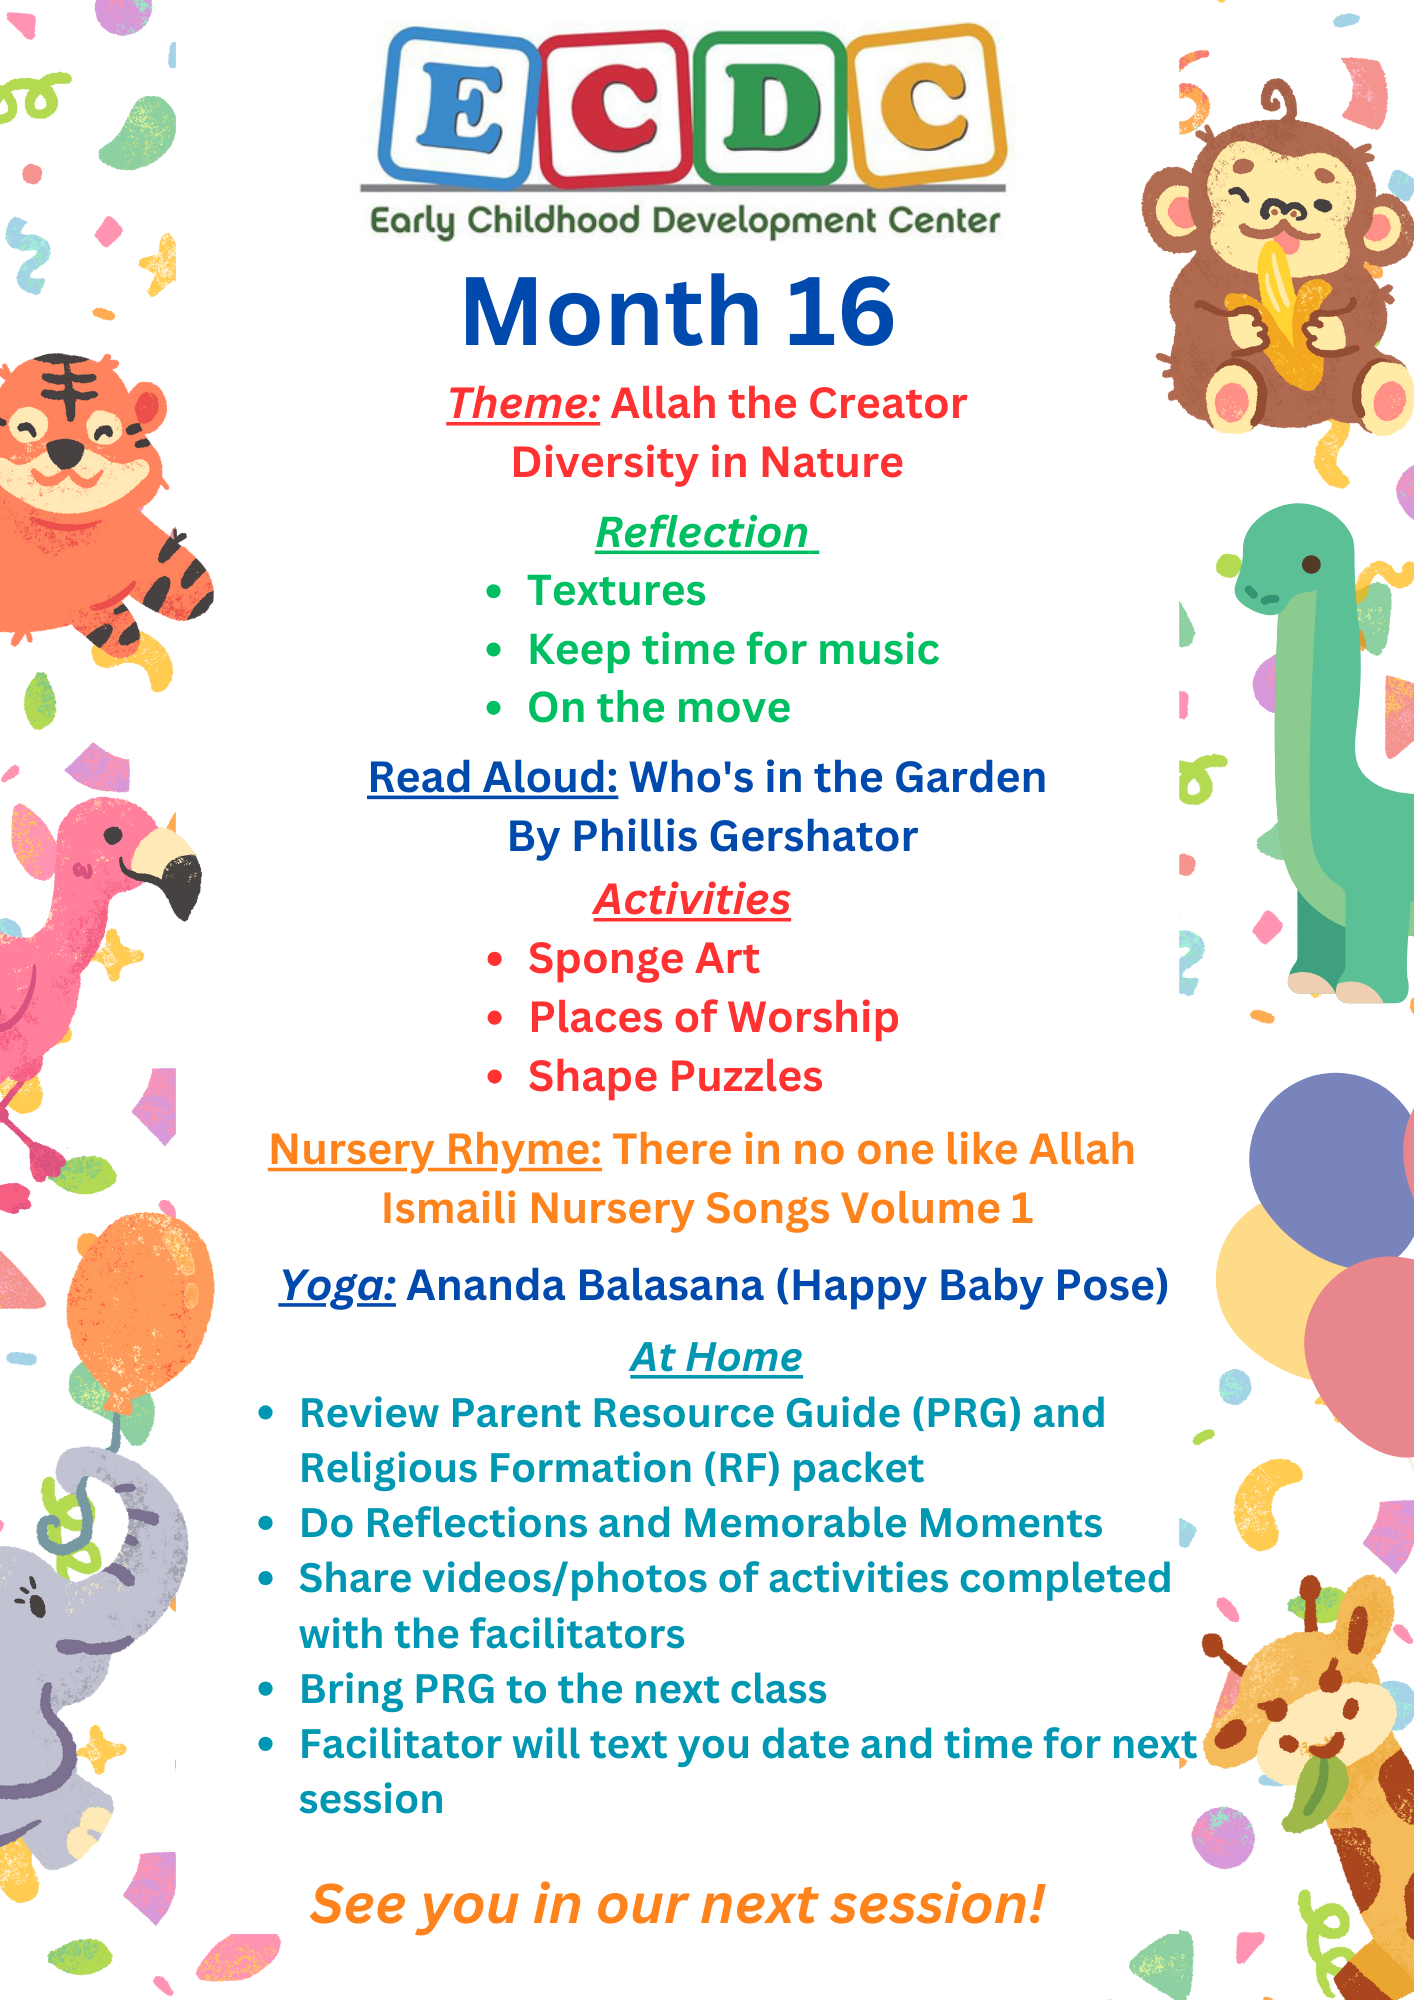 E C D C
Early Childhood Development Center
Month 16
Theme: Allah the Creator
Diversity in Nature
Reflection
• Textures
• Keep time for music
• On the move
Read Aloud: Who's in the Garden
By Phillis Gershator
Activities
• Sponge Art
• Places of Worship
• Shape Puzzles
Nursery Rhyme: There in no one like Allah
Ismaili Nursery Songs Volume 1
Yoga: Ananda Balasana (Happy Baby Pose)
At Home
• Review Parent Resource Guide (PRG) and
Religious Formation (RF) packet
• Do Reflections and Memorable Moments
• Share videos/photos of activities completed
with the facilitators
• Bring PRG to the next class
• Facilitator will text you date and time for next
session
See you in our next session!